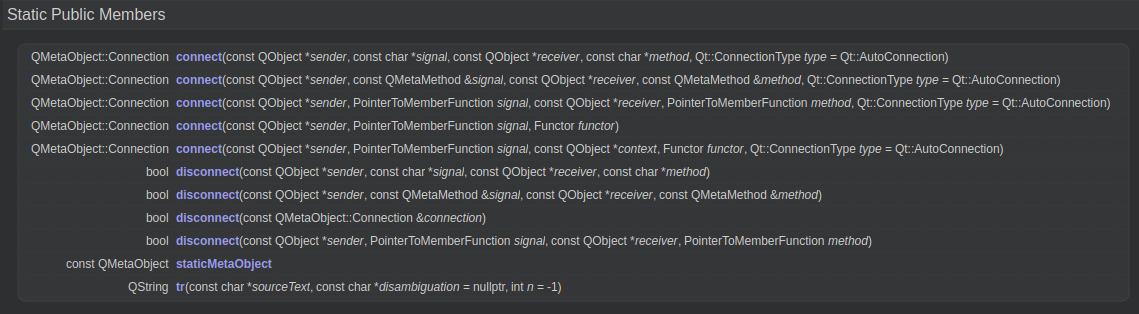 Static Public Members
QMetaObject::Connection connect(const QObject *sender, const char *signal, const QObject *receiver, const char *method, Qt::ConnectionType type = Qt::AutoConnection)
QMetaObject::Connection connect(const QObject *sender, const QMetaMethod &signal, const QObject *receiver, const QMetaMethod &method, Qt::ConnectionType type = Qt::AutoConnection)
QMetaObject::Connection connect(const QObject *sender, PointerToMemberFunction signal, const QObject *receiver, PointerToMemberFunction method, Qt::ConnectionType type = Qt::AutoConnection)
QMetaObject::Connection connect(const QObject *sender, PointerToMemberFunction signal, Functor functor)
QMetaObject::Connection connect(const QObject *sender, PointerToMemberFunction signal, const QObject *context, Functor functor, Qt::ConnectionType type = Qt::AutoConnection)
bool disconnect(const QObject *sender, const char *signal, const QObject *receiver, const char *method)
bool disconnect(const QObject *sender, const QMetaMethod &signal, const QObject *receiver, const QMetaMethod &method)
bool disconnect(const QMetaObject::Connection &connection)
bool disconnect(const QObject *sender, PointerToMemberFunction signal, const QObject *receiver, PointerToMemberFunction method)
const QMetaObject staticMetaObject
QString tr(const char *sourceText, const char *disambiguation = nullptr, int n = -1)